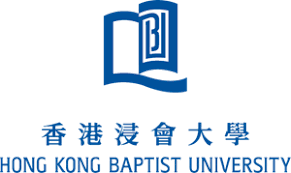 香港浸會大學
HONG KONG BAPTIST UNIVERSITY